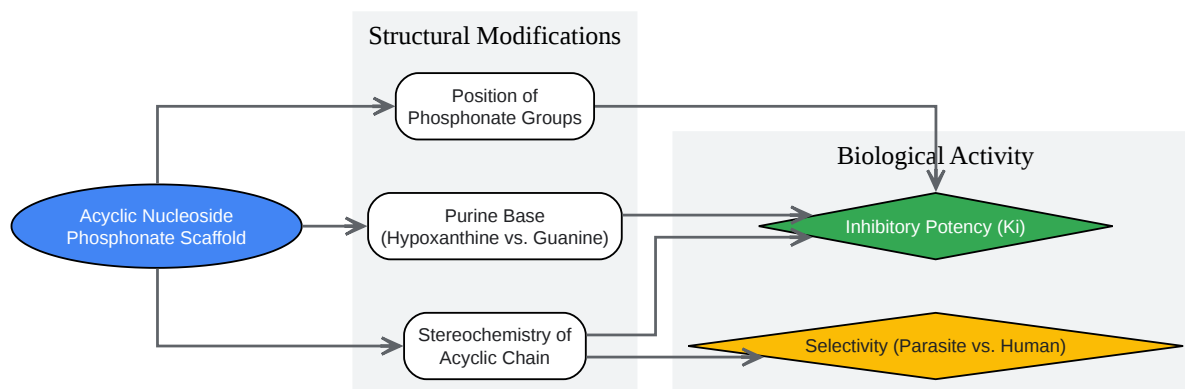 Structural Modifications
Position of
Phosphonate Groups
Biological Activity
Acyclic Nucleoside
Phosphonate Scaffold
Purine Base
(Hypoxanthine vs. Guanine)
Inhibitory Potency (Ki)
Stereochemistry of
Acyclic Chain
Selectivity (Parasite vs. Human)